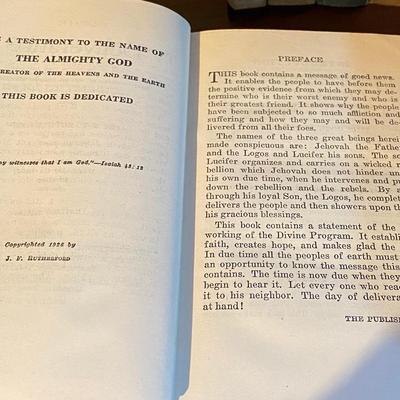 A TESTIMONY TO THE NAME OF
THE ALMIGHTY GOD
CREATOR OF THE HEAVENS AND THE EARTH
THIS BOOK IS DEDICATED
witnesses that I am God."—Isaiah 43:12
Copyrighted 1926 by
J. F. RUTHERFORD
PREFACE
THIS book contains a message of good news.
It enables the people to have before them
the positive evidence from which they may de-
termine who is their worst enemy and who is
their greatest friend. It shows why the people
have been subjected to so much affliction and
suffering and how they may and will be de-
livered from all their foes.
The names of the three great beings herein
made conspicuous are: Jehovah the Father
and the Logos and Lucifer his sons. The
Lucifer organizes and carries on a wicked
bellion which Jehovah does not hinder
his own due time, when he intervenes and
down the rebellion and the rebels. By
through his loyal Son, the Logos, he
delivers the people and then showers upon
his gracious blessings.
This book contains a statement of the
working of the Divine Program. It
faith, creates hope, and makes glad the
In due time all the peoples of earth must
an opportunity to know the message this
contains. The time is now due when they
begin to hear it. Let every one who
it to his neighbor. The day of
at hand!
THE